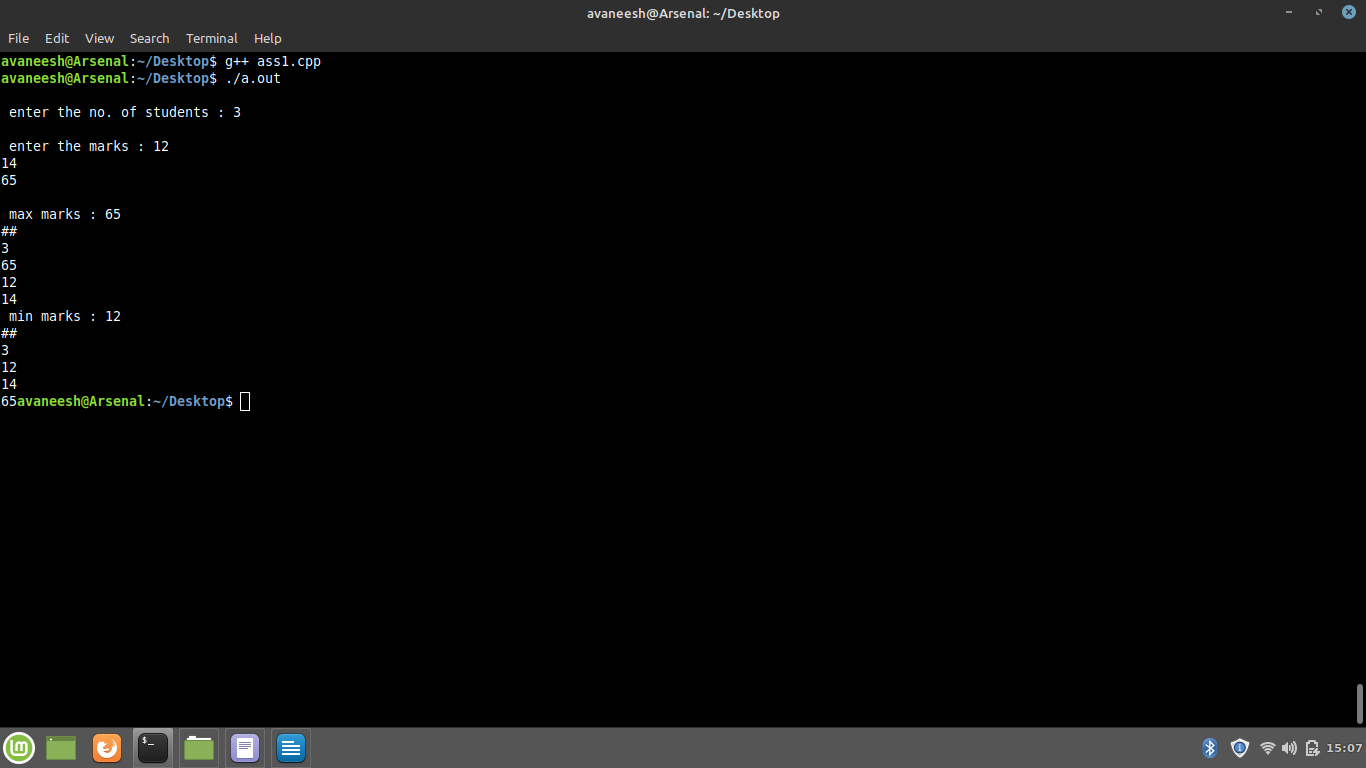 avaneesh@Arsenal: ~/Desktop
File Edit View Search Terminal Help
avaneesh@Arsenal:~/Desktop$ g++ ass1.cpp
avaneesh@Arsenal:~/Desktop$ ./a.out
enter the no. of students : 3
enter the marks : 12
14
65
max marks : 65
##
3
65
12
14
min marks : 12
##
3
12
14
65avaneesh@Arsenal:~/Desktop$
$_
15:07